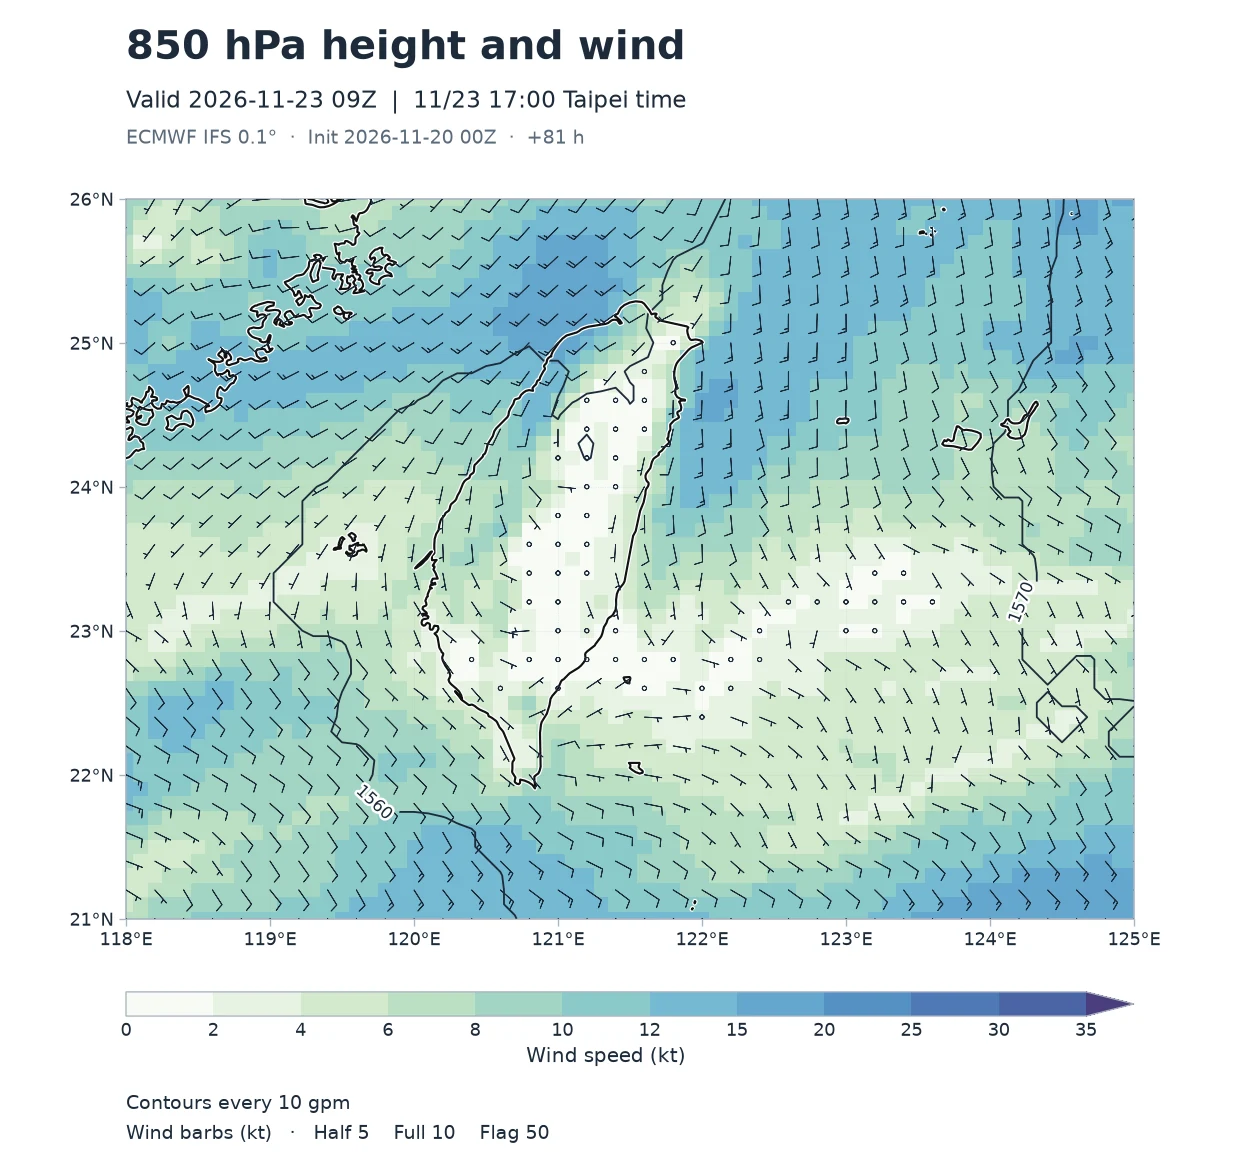 850 hPa height and wind
Valid 2026-11-23 09Z | 11/23 17:00 Taipei time
ECMWF IFS 0.1° · Init 2026-11-20 00Z · +81 h
26°N
25°N
24°N
23°N
22°N
21°N
1570
1560
118°E 119°E 120°E 121°E 122°E 123°E 124°E 125°E
0 2 4 6 8 10 12 15 20 25 30 35
Wind speed (kt)
Contours every 10 gpm
Wind barbs (kt) · Half 5 Full 10 Flag 50